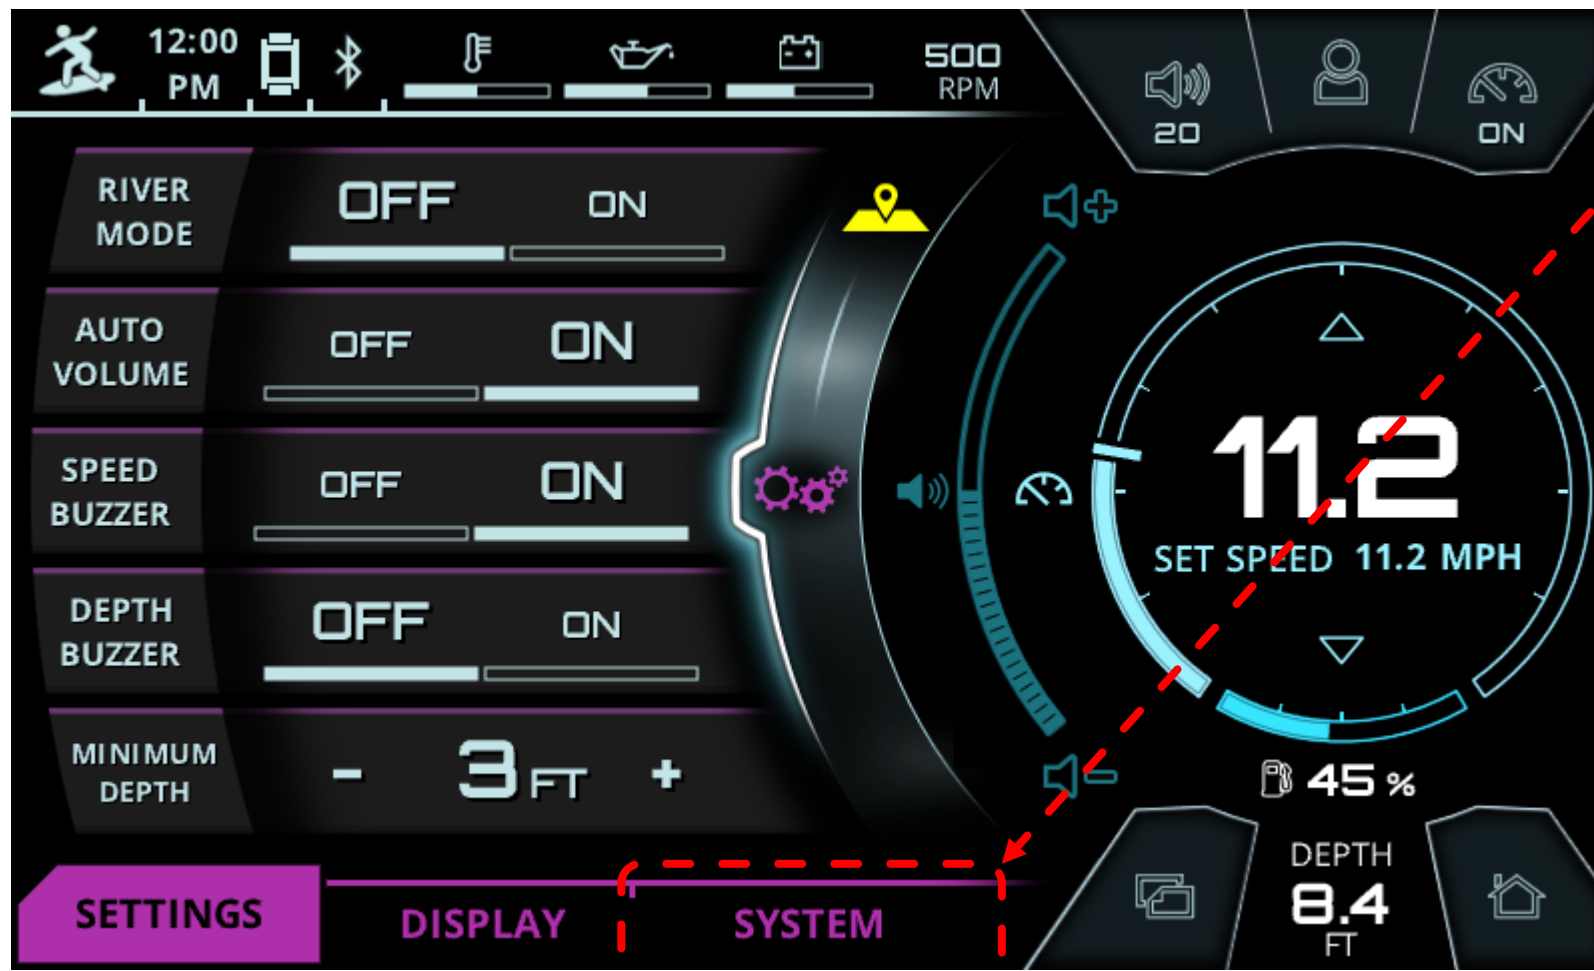 12:00
PM
500
RPM
20
ON
RIVER
MODE
OFF ON
AUTO
VOLUME
OFF ON
SPEED
BUZZER
OFF ON
DEPTH
BUZZER
OFF ON
MINIMUM
DEPTH
- 3 FT +
11.2
SET SPEED 11.2 MPH
45 %
DEPTH
8.4
FT
SETTINGS DISPLAY SYSTEM